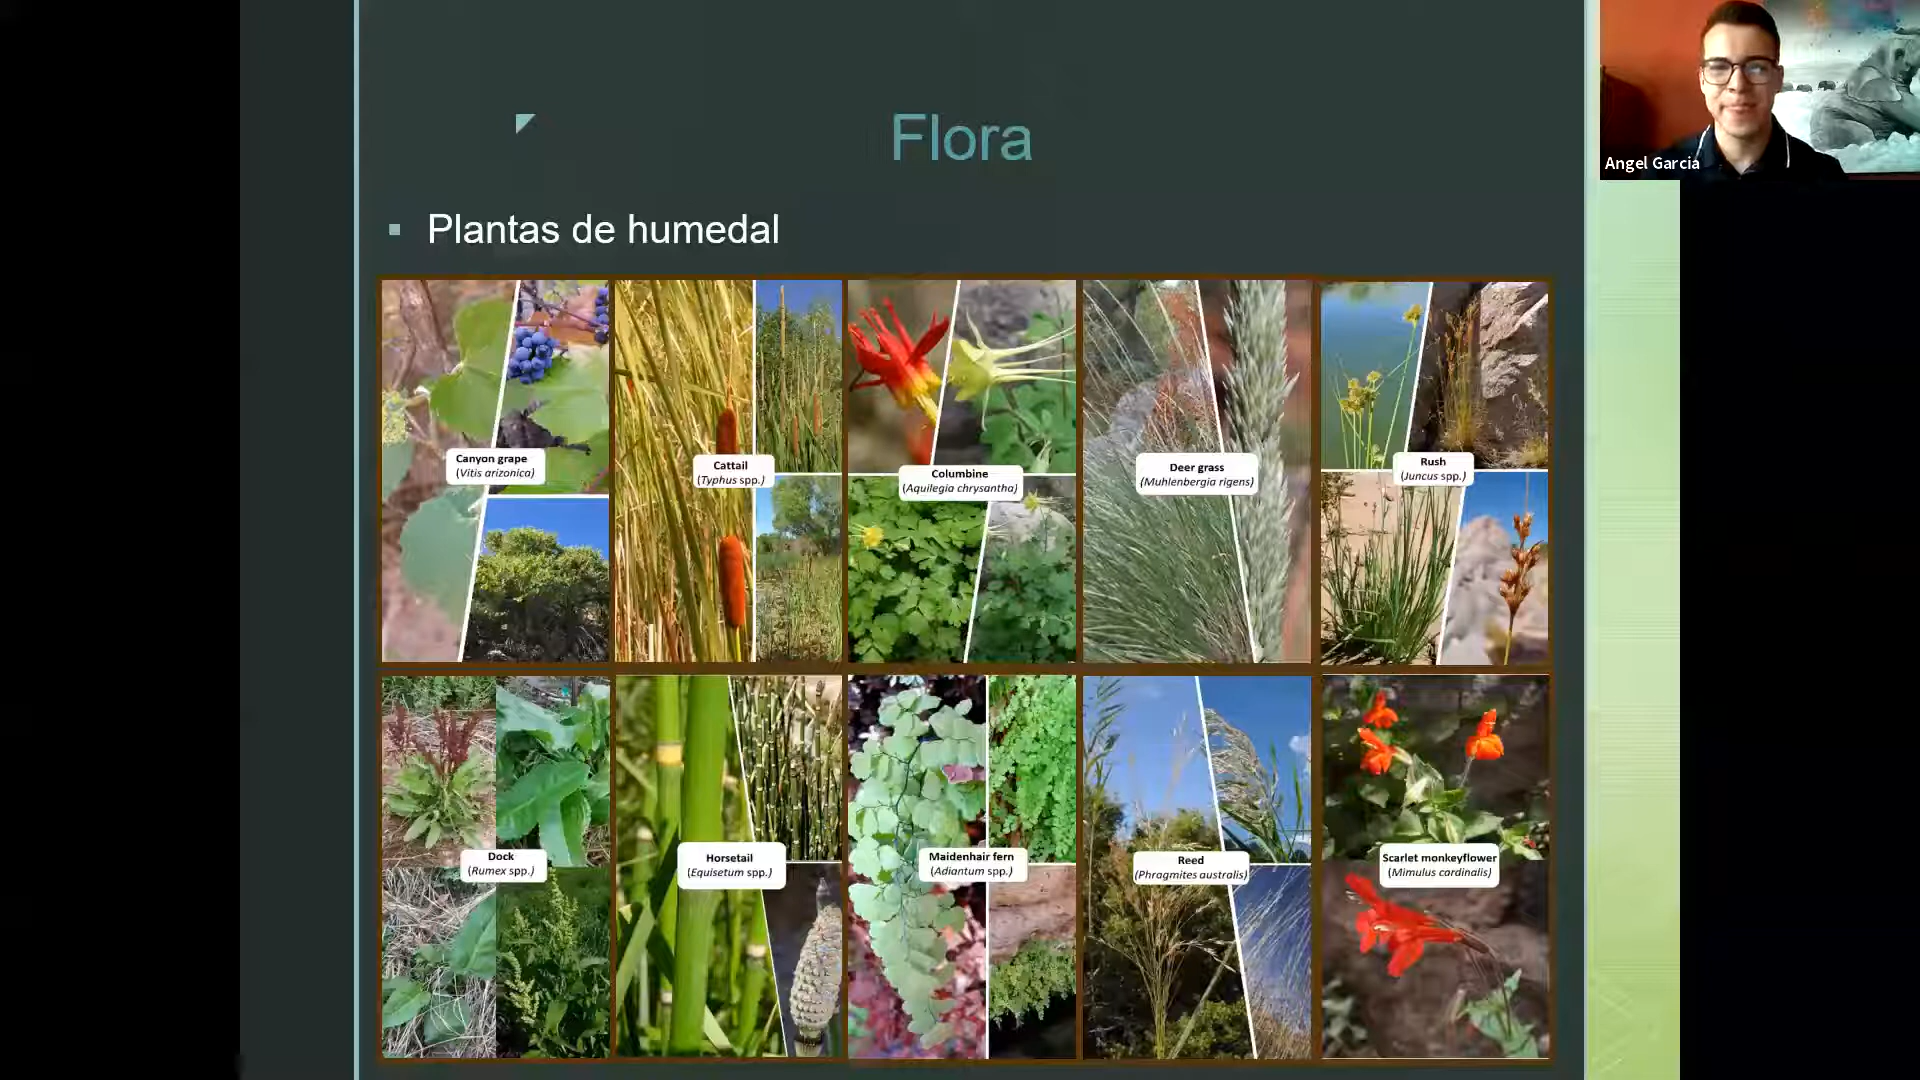 Flora
Plantas de humedal
Canyon grape
(Vitis arizonica)
Cattail
(Typhus spp.)
Columbine
(Aquilegia chrysantha)
Deer grass
(Muhlenbergia rigens)
Rush
(Juncus spp.)
Dock
(Rumex spp.)
Horsetail
(Equisetum spp.)
Maidenhair fern
(Adiantum spp.)
Reed
(Phragmites australis)
Scarlet monkeyflower
(Mimulus cardinalis)
Angel Garcia